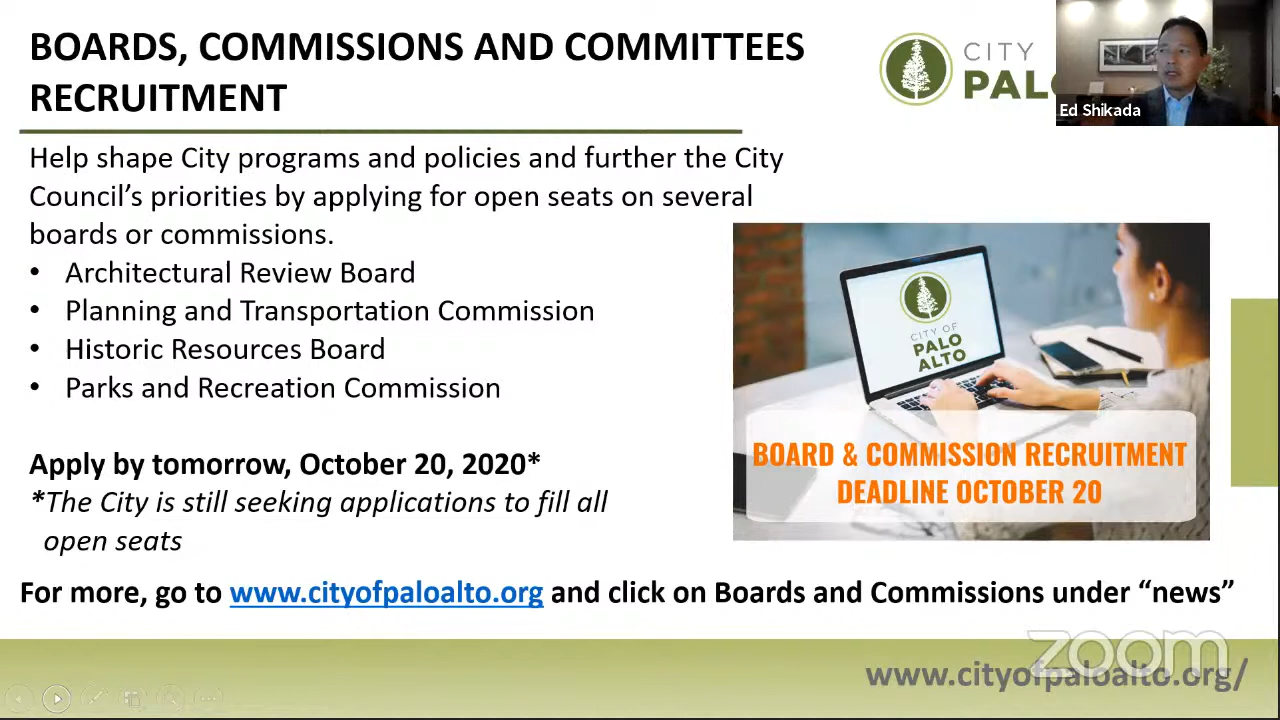 BOARDS, COMMISSIONS AND COMMITTEES
RECRUITMENT
CITY
PALO
Ed Shikada
Help shape City programs and policies and further the City
Council’s priorities by applying for open seats on several
boards or commissions.
• Architectural Review Board
• Planning and Transportation Commission
• Historic Resources Board
• Parks and Recreation Commission
CITY OF
PALO
ALTO
BOARD & COMMISSION RECRUITMENT
DEADLINE OCTOBER 20
Apply by tomorrow, October 20, 2020*
*The City is still seeking applications to fill all
open seats
For more, go to www.cityofpaloalto.org and click on Boards and Commissions under “news”
zoom
www.cityofpaloalto.org/